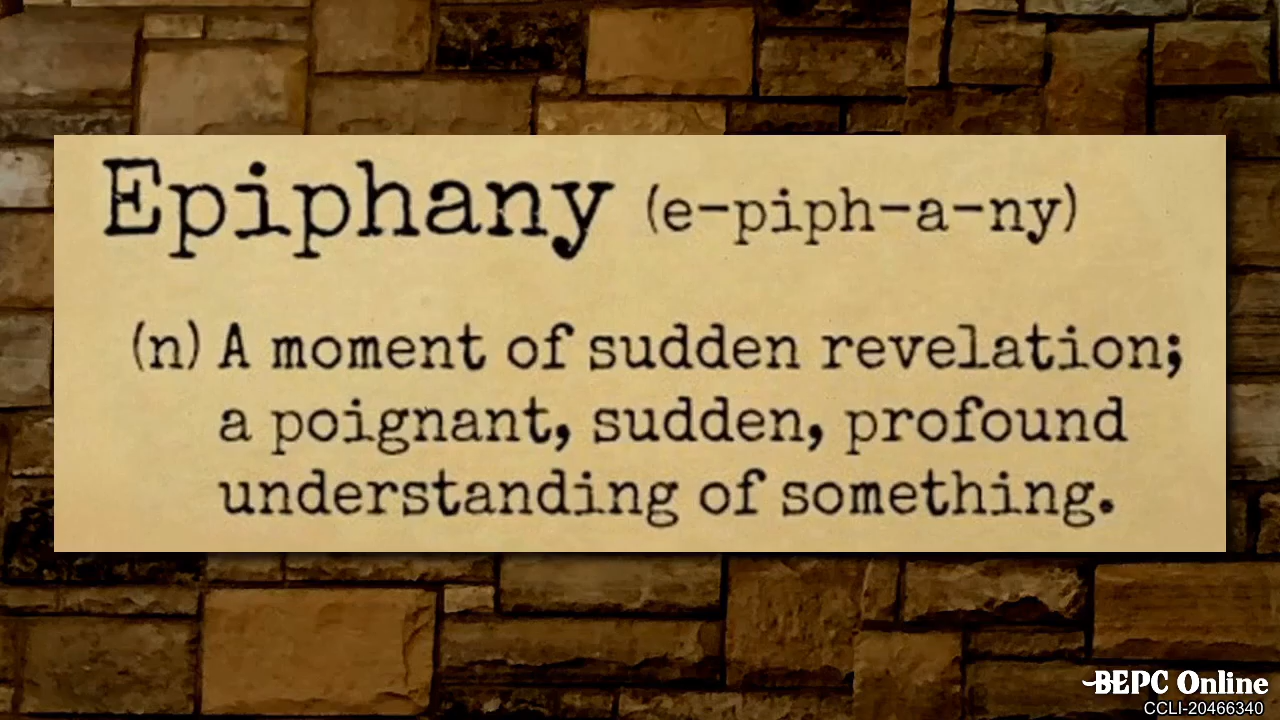 Epiphany (e-piph-a-ny)
(n) A moment of sudden revelation;
a poignant, sudden, profound
understanding of something.
BEPC Online
CCLI-20466340